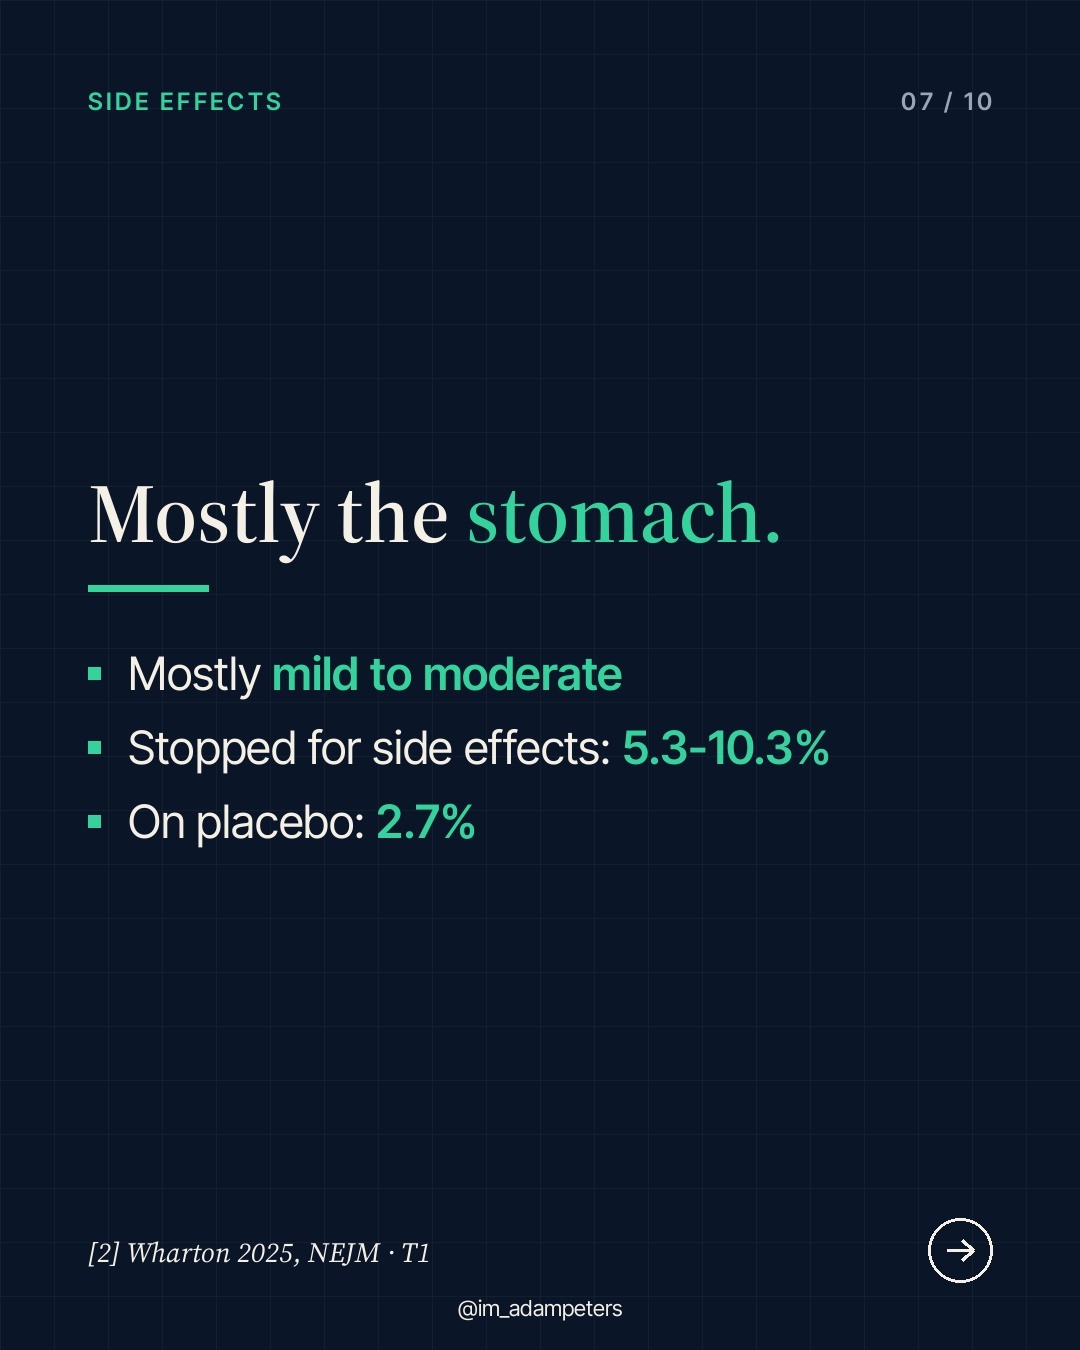 SIDE EFFECTS
07 / 10
Mostly the stomach.
Mostly mild to moderate
Stopped for side effects: 5.3-10.3%
On placebo: 2.7%
[2] Wharton 2025, NEJM · T1
@im_adampeters